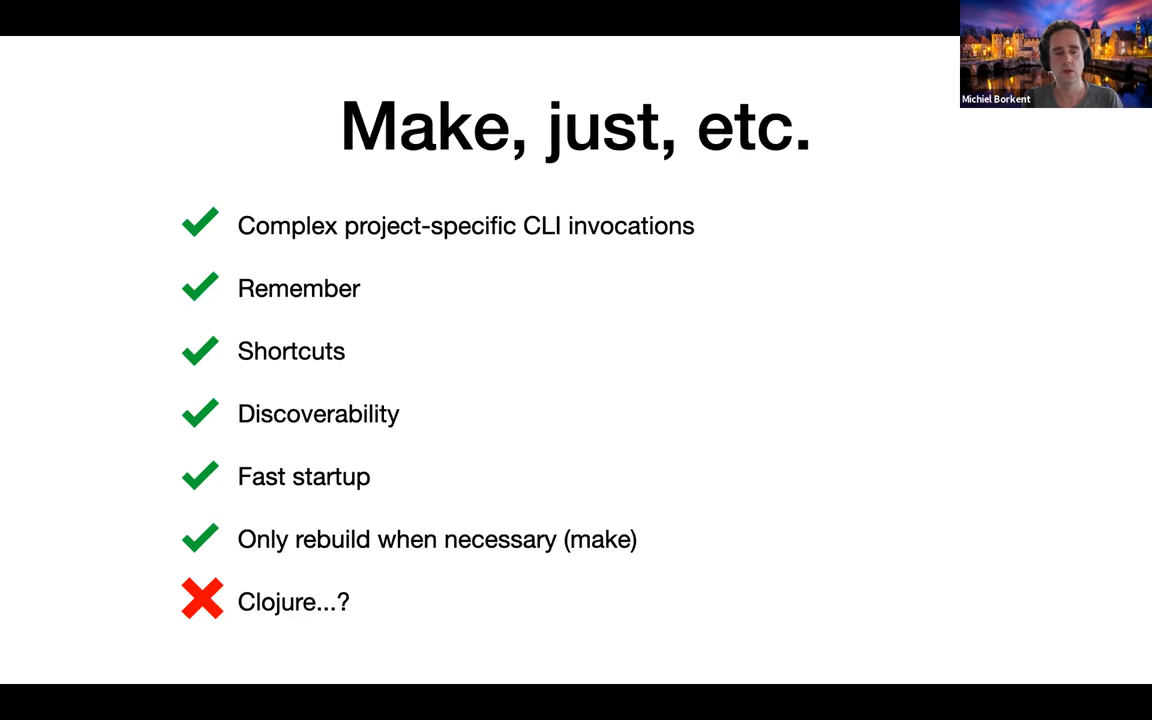 Michiel Borkent
Make, just, etc.
Complex project-specific CLI invocations
Remember
Shortcuts
Discoverability
Fast startup
Only rebuild when necessary (make)
Clojure...?